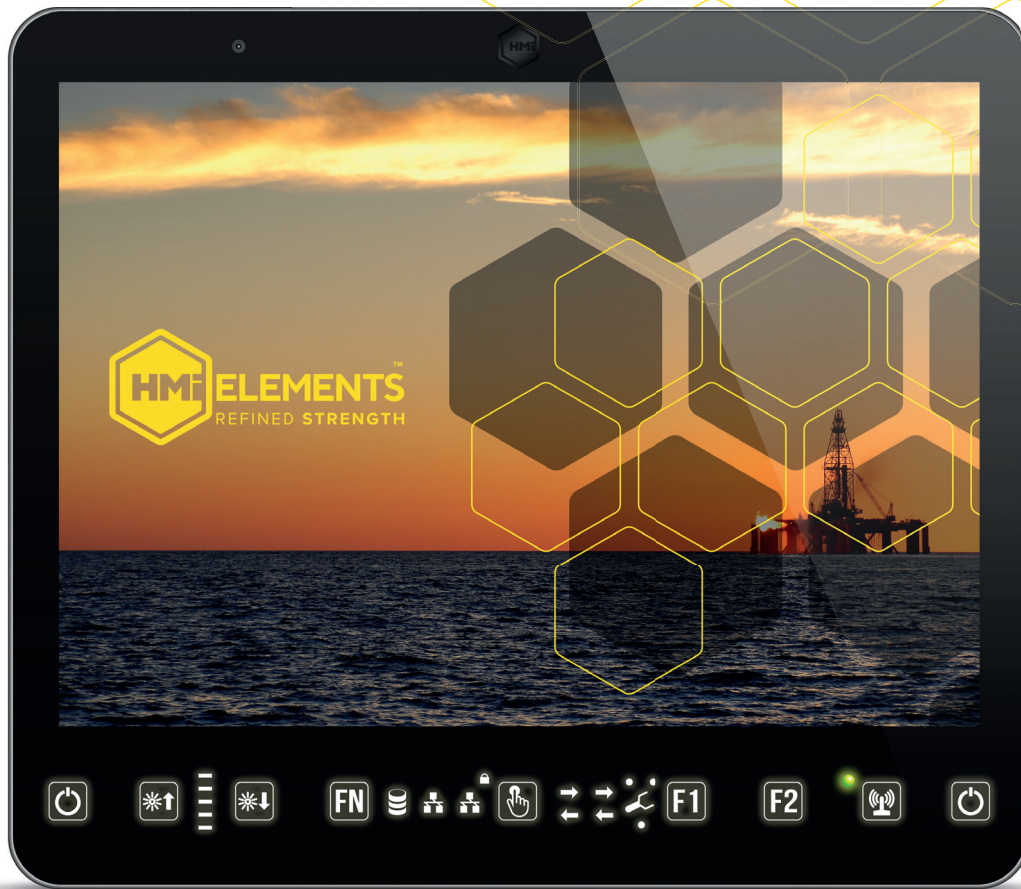 HMi
HMi ELEMENTS™
REFINED STRENGTH
FN
F1
F2